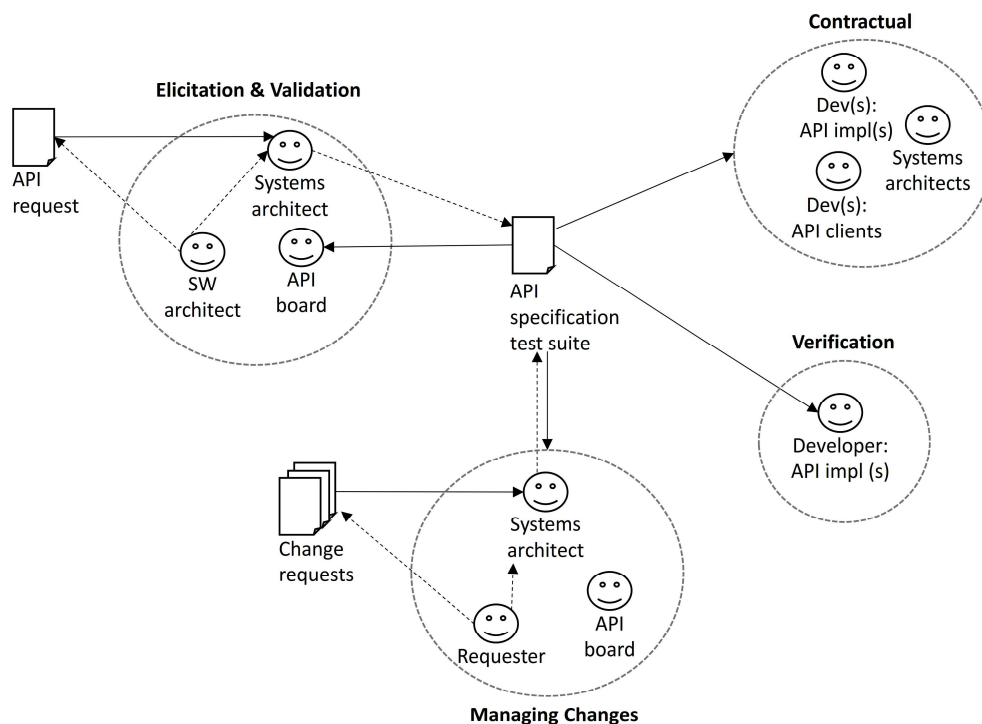 Contractual
Dev(s):
API impl(s)
Systems
architects
Dev(s):
API clients
Elicitation & Validation
API
request
Systems
architect
SW
architect
API
board
API
specification
test suite
Verification
Developer:
API impl (s)
Change
requests
Systems
architect
Requester
API
board
Managing Changes